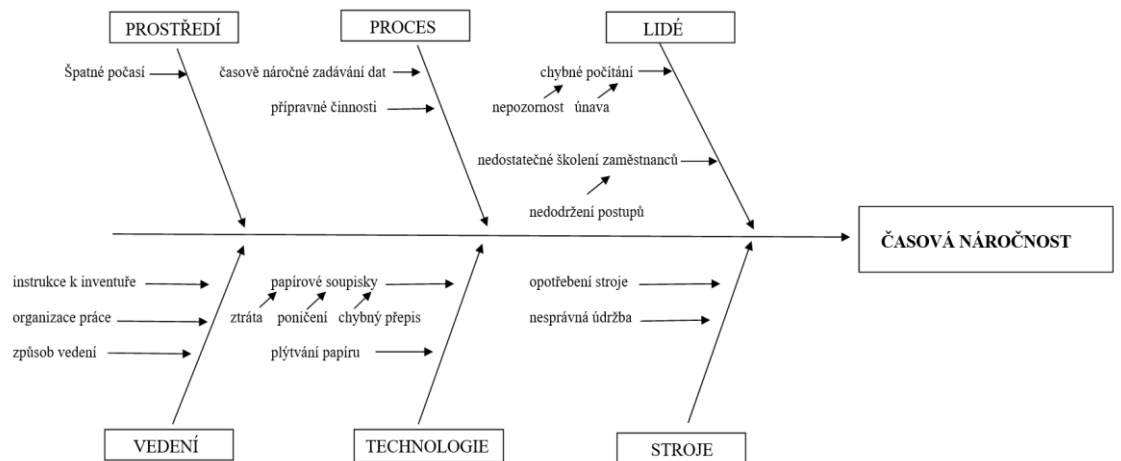 PROSTŘEDÍ
PROCES
LIDÉ
Špatné počasí
časově náročné zadávání dat
chybné počítání
přípravné činnosti
nepozornost
únava
nedostatečné školení zaměstnanců
nedodržení postupů
ČASOVÁ NÁROČNOST
instrukce k inventuře
papírové soupisky
opotřebení stroje
organizace práce
ztráta
poničení
chybný přepis
nesprávná údržba
způsob vedení
plýtvání papíru
VEDENÍ
TECHNOLOGIE
STROJE